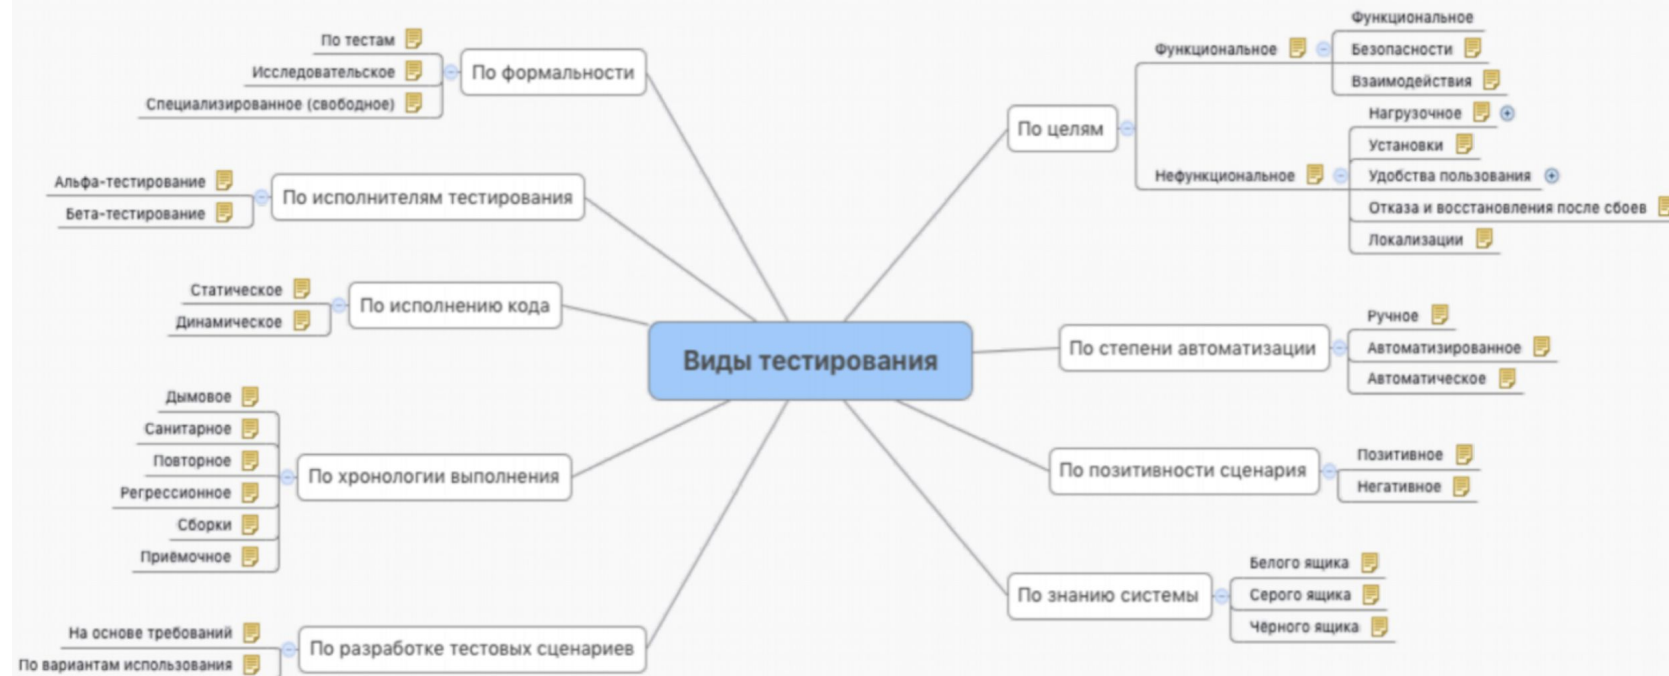 Виды тестирования
По формальности
По тестам
Исследовательское
Специализированное (свободное)
По исполнителям тестирования
Альфа-тестирование
Бета-тестирование
По исполнению кода
Статическое
Динамическое
По хронологии выполнения
Дымовое
Санитарное
Повторное
Регрессионное
Сборки
Приёмочное
По разработке тестовых сценариев
На основе требований
По вариантам использования
По целям
Функциональное
Функциональное
Безопасности
Взаимодействия
Нефункциональное
Нагрузочное
Установки
Удобства пользования
Отказа и восстановления после сбоев
Локализации
По степени автоматизации
Ручное
Автоматизированное
Автоматическое
По позитивности сценария
Позитивное
Негативное
По знанию системы
Белого ящика
Серого ящика
Чёрного ящика